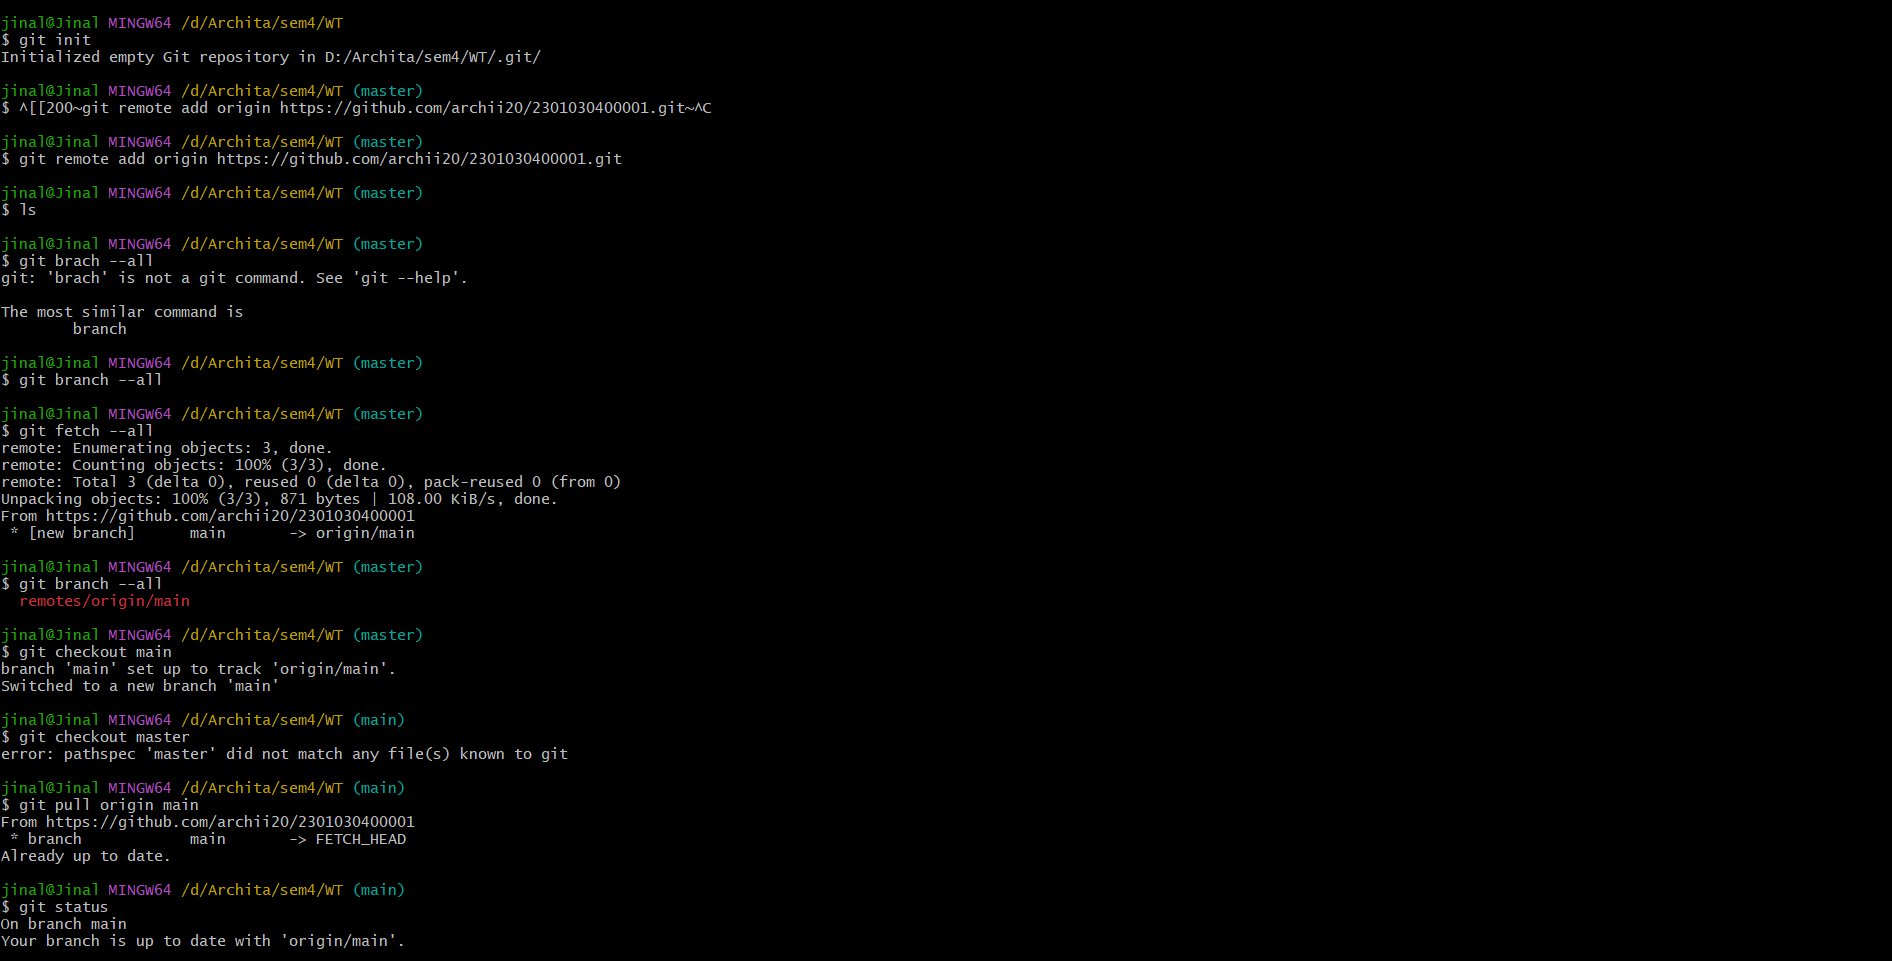 jinal@Jinal MINGW64 /d/Archita/sem4/WT
$ git init
Initialized empty Git repository in D:/Archita/sem4/WT/.git/
jinal@Jinal MINGW64 /d/Archita/sem4/WT (master)
$ ^[[200~git remote add origin https://github.com/archii20/2301030400001.git~^C
jinal@Jinal MINGW64 /d/Archita/sem4/WT (master)
$ git remote add origin https://github.com/archii20/2301030400001.git
jinal@Jinal MINGW64 /d/Archita/sem4/WT (master)
$ ls
jinal@Jinal MINGW64 /d/Archita/sem4/WT (master)
$ git brach --all
git: 'brach' is not a git command. See 'git --help'.
The most similar command is
        branch
jinal@Jinal MINGW64 /d/Archita/sem4/WT (master)
$ git branch --all
jinal@Jinal MINGW64 /d/Archita/sem4/WT (master)
$ git fetch --all
remote: Enumerating objects: 3, done.
remote: Counting objects: 100% (3/3), done.
remote: Total 3 (delta 0), reused 0 (delta 0), pack-reused 0 (from 0)
Unpacking objects: 100% (3/3), 871 bytes | 108.00 KiB/s, done.
From https://github.com/archii20/2301030400001
 * [new branch]      main       -> origin/main
jinal@Jinal MINGW64 /d/Archita/sem4/WT (master)
$ git branch --all
  remotes/origin/main
jinal@Jinal MINGW64 /d/Archita/sem4/WT (master)
$ git checkout main
branch 'main' set up to track 'origin/main'.
Switched to a new branch 'main'
jinal@Jinal MINGW64 /d/Archita/sem4/WT (main)
$ git checkout master
error: pathspec 'master' did not match any file(s) known to git
jinal@Jinal MINGW64 /d/Archita/sem4/WT (main)
$ git pull origin main
From https://github.com/archii20/2301030400001
 * branch            main       -> FETCH_HEAD
Already up to date.
jinal@Jinal MINGW64 /d/Archita/sem4/WT (main)
$ git status
On branch main
Your branch is up to date with 'origin/main'.